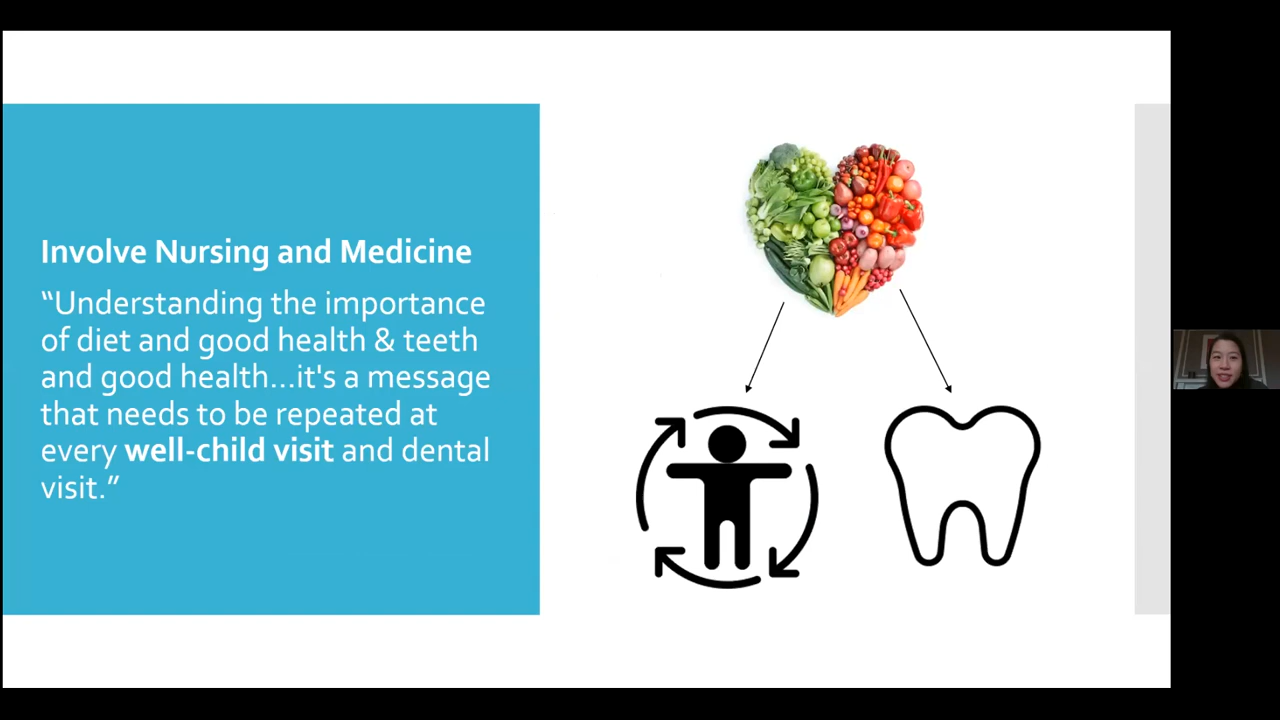 Involve Nursing and Medicine
“Understanding the importance
of diet and good health & teeth
and good health...it's a message
that needs to be repeated at
every well-child visit and dental
visit.”